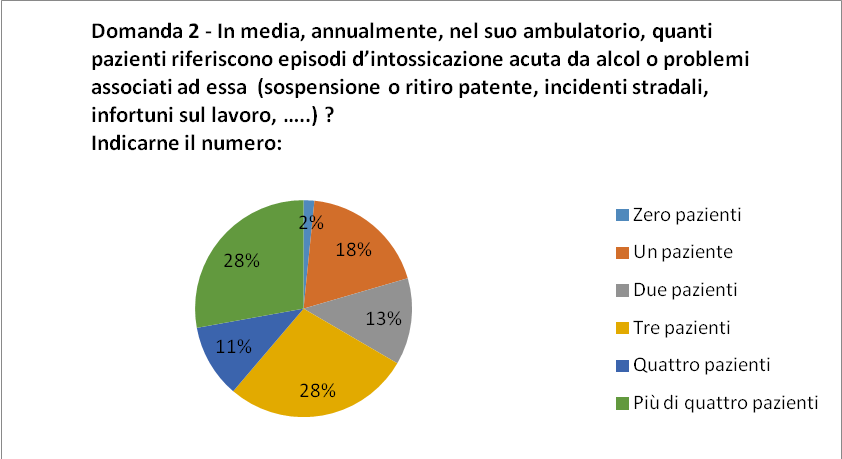 Domanda 2 - In media, annualmente, nel suo ambulatorio, quanti
pazienti riferiscono episodi d'intossicazione acuta da alcol o problemi
associati ad essa (sospensione o ritiro patente, incidenti stradali,
infortuni sul lavoro, .....) ?
Indicarne il numero:
2%
18%
13%
28%
11%
28%
Zero pazienti
Un paziente
Due pazienti
Tre pazienti
Quattro pazienti
Più di quattro pazienti